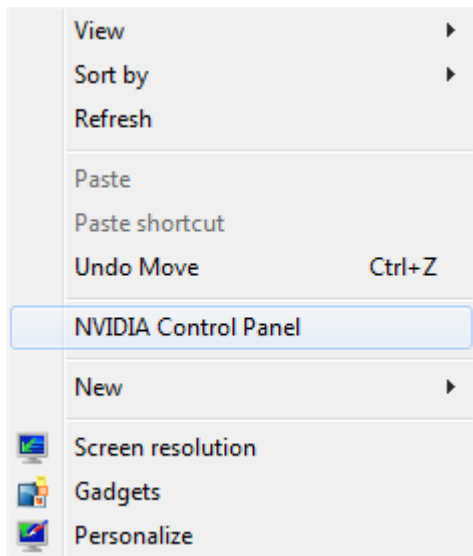 View
Sort by
Refresh
Paste
Paste shortcut
Undo Move Ctrl+Z
NVIDIA Control Panel
New
Screen resolution
Gadgets
Personalize